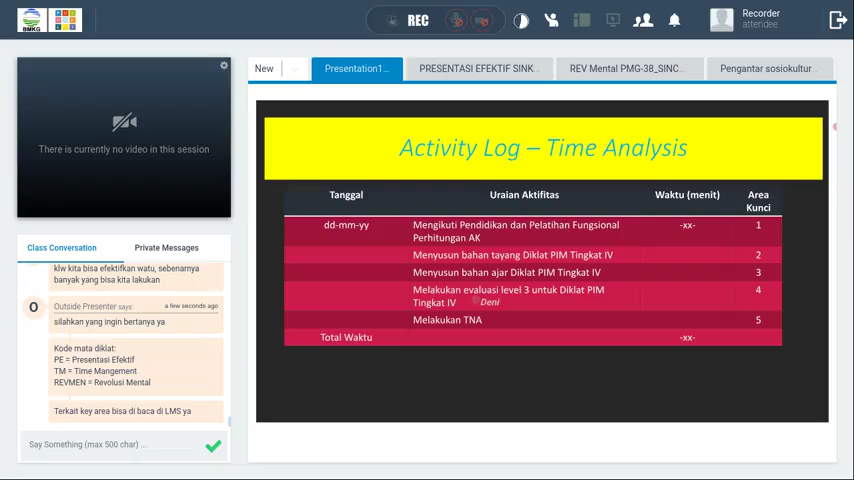 BMKG
REC
Recorder
attendee
New
Presentation1...
PRESENTASI EFEKTIF SINK...
REV Mental PMG-38_SINC...
Pengantar sosiokultur...
There is currently no video in this session
Activity Log – Time Analysis
Tanggal
Uraian Aktifitas
Waktu (menit)
Area
Kunci
dd-mm-yy
Mengikuti Pendidikan dan Pelatihan Fungsional
Perhitungan AK
-xx-
1
Menyusun bahan tayang Diklat PIM Tingkat IV
2
Menyusun bahan ajar Diklat PIM Tingkat IV
3
Melakukan evaluasi level 3 untuk Diklat PIM
Tingkat IV
4
Deni
Melakukan TNA
5
Total Waktu
-xx-
Class Conversation
Private Messages
klw kita bisa efektifkan watu, sebenarnya
banyak yang bisa kita lakukan
O
Outside Presenter says:
a few seconds ago
silahkan yang ingin bertanya ya
Kode mata diklat:
PE = Presentasi Efektif
TM = Time Mangement
REVMEN = Revolusi Mental
Terkait key area bisa di baca di LMS ya
Say Something (max 500 char) ...